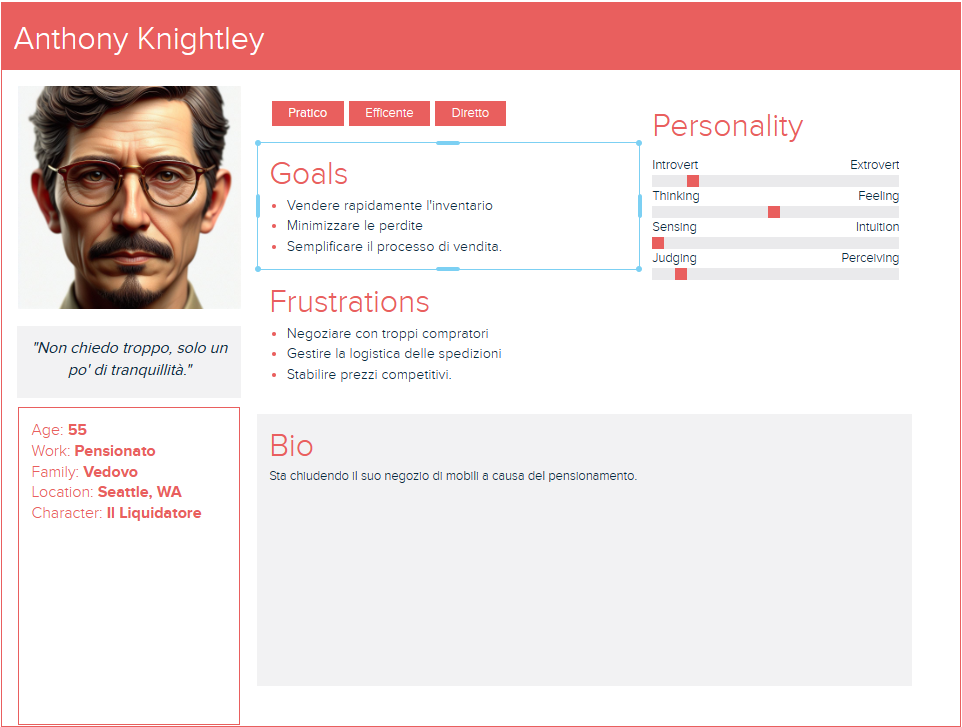 Anthony Knightley
Pratico
Efficente
Diretto
Goals
Vendere rapidamente l'inventario
Minimizzare le perdite
Semplificare il processo di vendita.
Frustrations
Negoziare con troppi compratori
Gestire la logistica delle spedizioni
Stabilire prezzi competitivi.
Personality
Introvert Extrovert
Thinking Feeling
Sensing Intuition
Judging Perceiving
"Non chiedo troppo, solo un
po' di tranquillità."
Age: 55
Work: Pensionato
Family: Vedovo
Location: Seattle, WA
Character: Il Liquidatore
Bio
Sta chiudendo il suo negozio di mobili a causa del pensionamento.